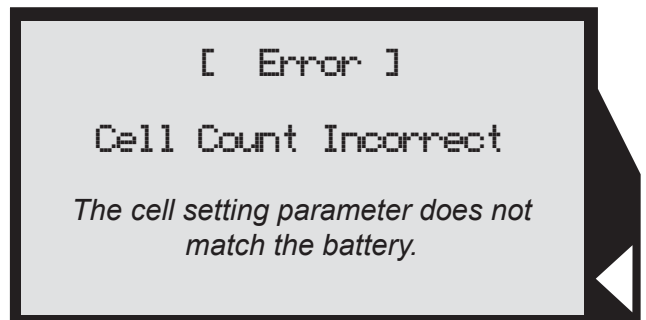 [ Error ]
Cell Count Incorrect
The cell setting parameter does not
match the battery.